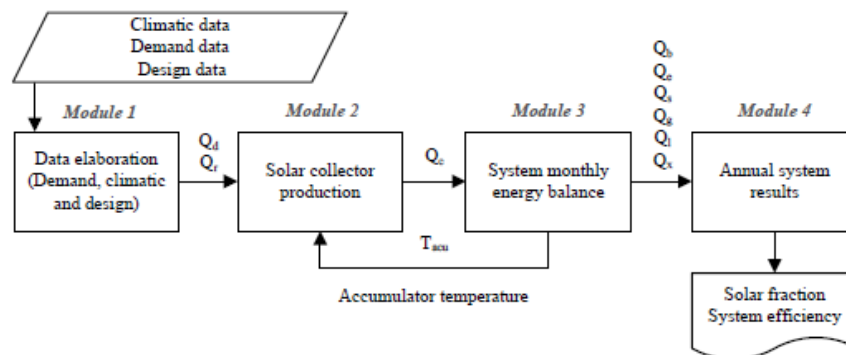 Climatic data
Demand data
Design data
Module 1
Module 2
Module 3
Module 4
Data elaboration
(Demand, climatic
and design)
Qd
Qr
Solar collector
production
Qc
System monthly
energy balance
Qb
Qe
Qs
Qg
Ql
Qx
Annual system
results
Tacu
Accumulator temperature
Solar fraction
System efficiency